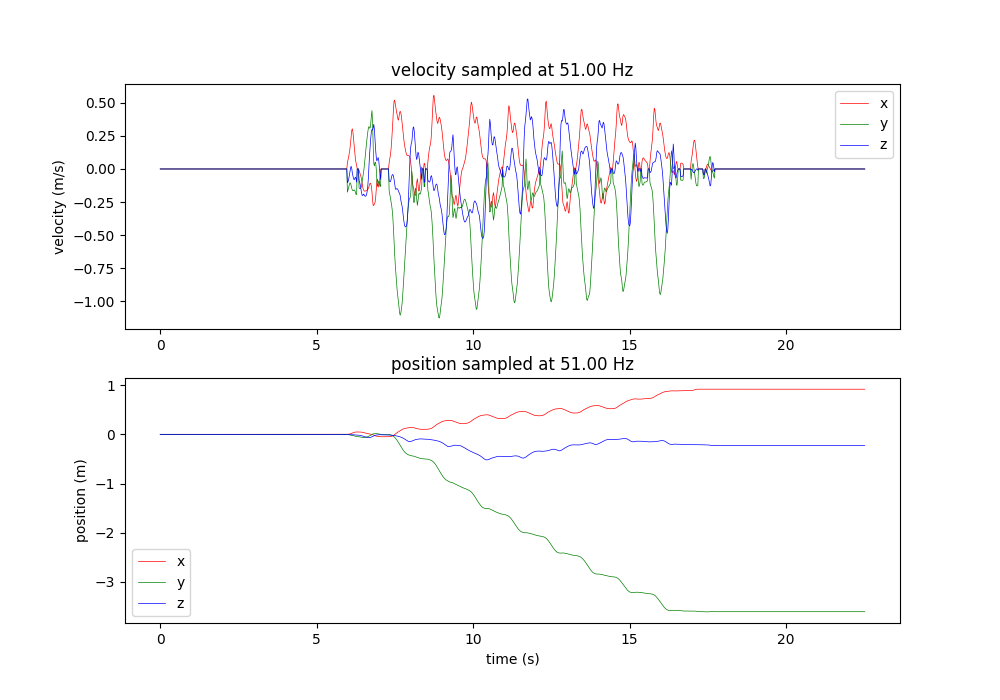 velocity sampled at 51.00 Hz
velocity (m/s)
0.50
0.25
0.00
−0.25
−0.50
−0.75
−1.00
x
y
z
0
5
10
15
20
position sampled at 51.00 Hz
position (m)
1
0
−1
−2
−3
x
y
z
0
5
10
15
20
time (s)